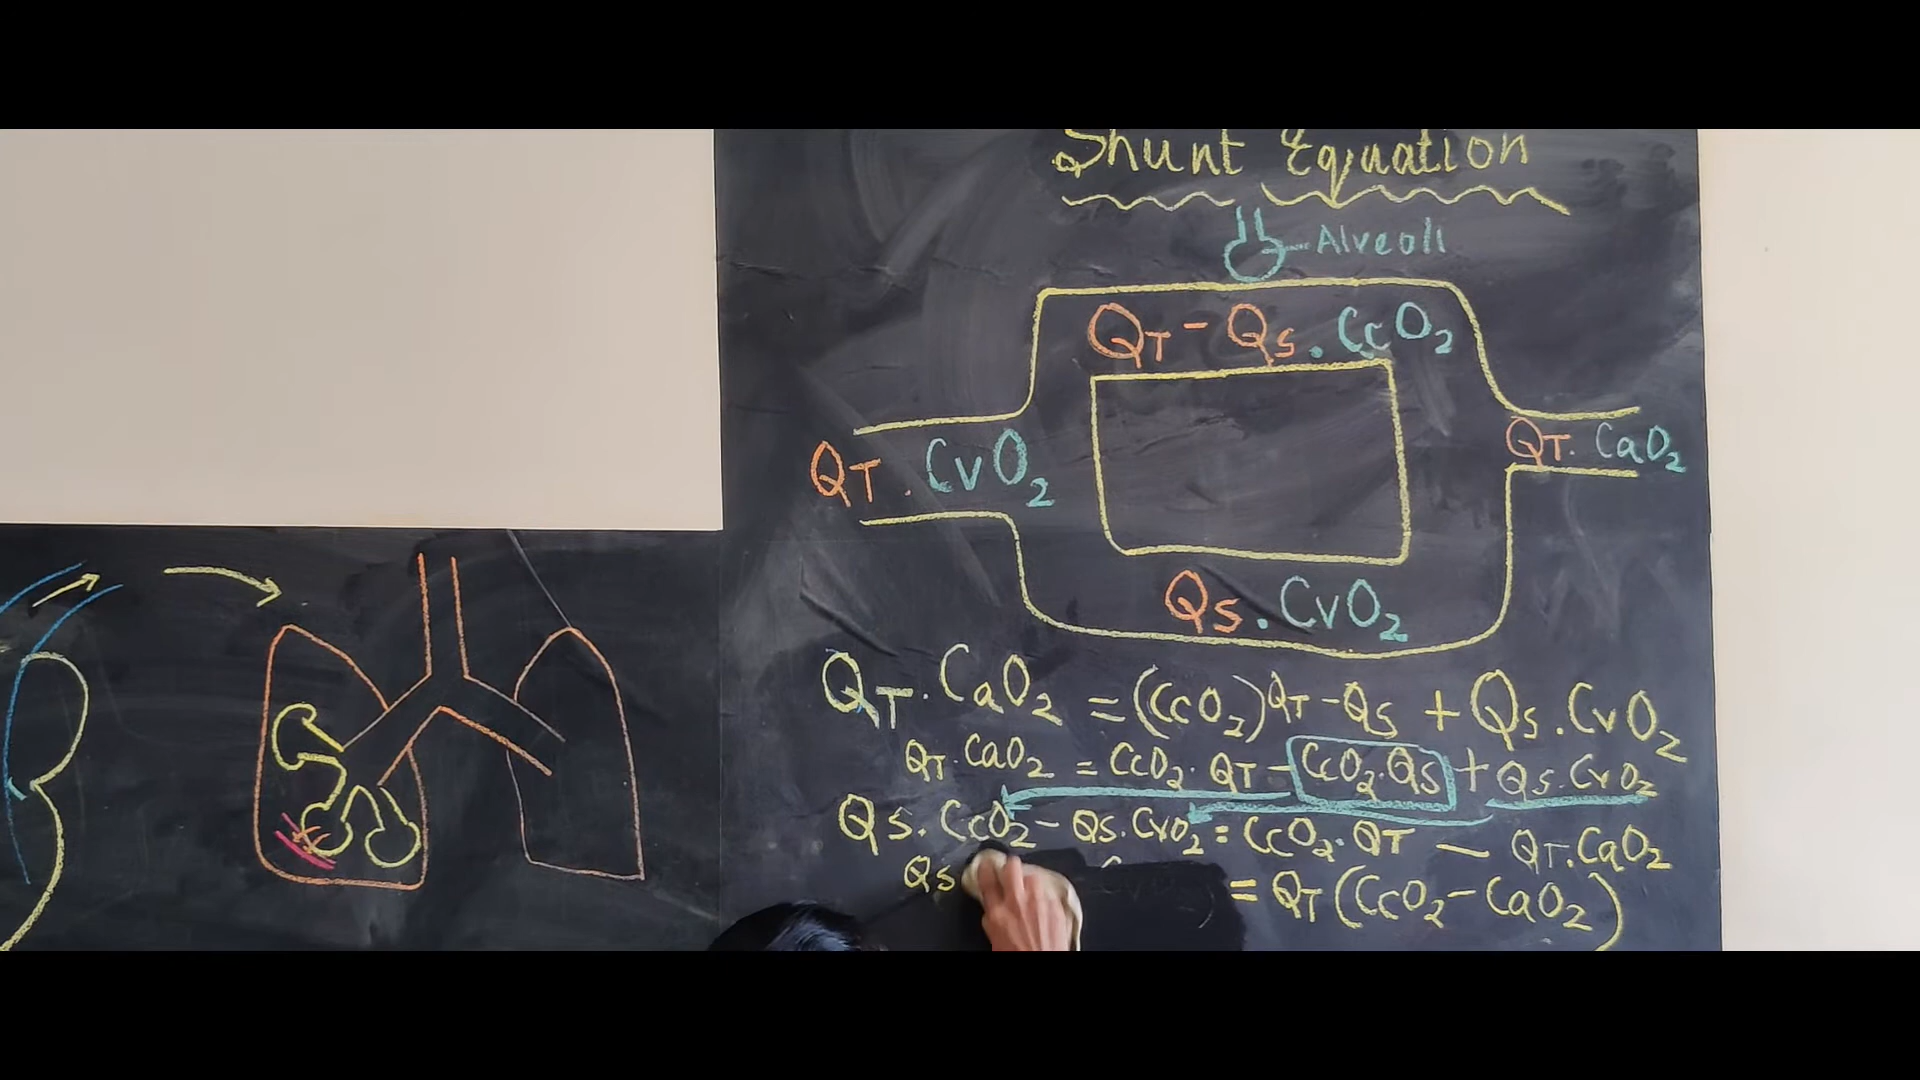 Shunt Equation
Alveoli
QT - Qs . CcO₂
QT . CvO₂
QT . CaO₂
Qs . CvO₂
QT . CaO₂ = (CcO₂) QT - Qs + Qs . CvO₂
QT . CaO₂ = CcO₂ . QT - CcO₂ . Qs + Qs . CvO₂
Qs . CcO₂ - Qs . CvO₂ = CcO₂ . QT - QT . CaO₂
Qs = QT (CcO₂ - CaO₂)